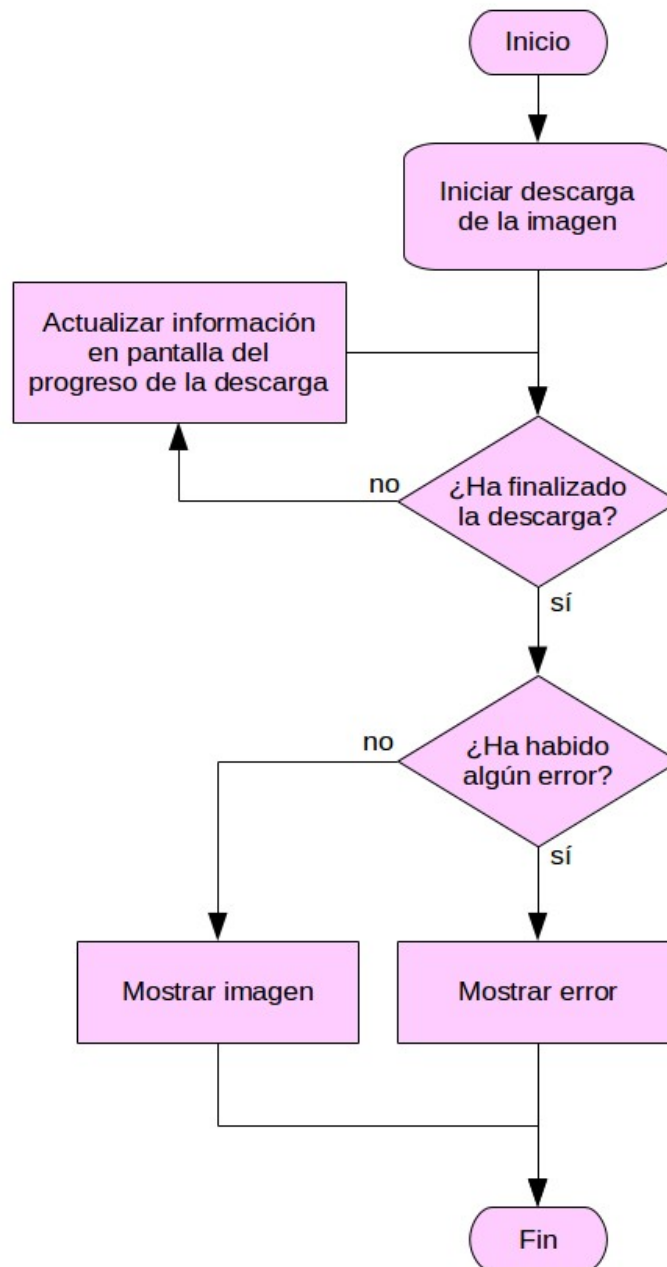 Inicio
Iniciar descarga
de la imagen
Actualizar información
en pantalla del
progreso de la descarga
no
¿Ha finalizado
la descarga?
sí
no
¿Ha habido
algún error?
sí
Mostrar imagen
Mostrar error
Fin